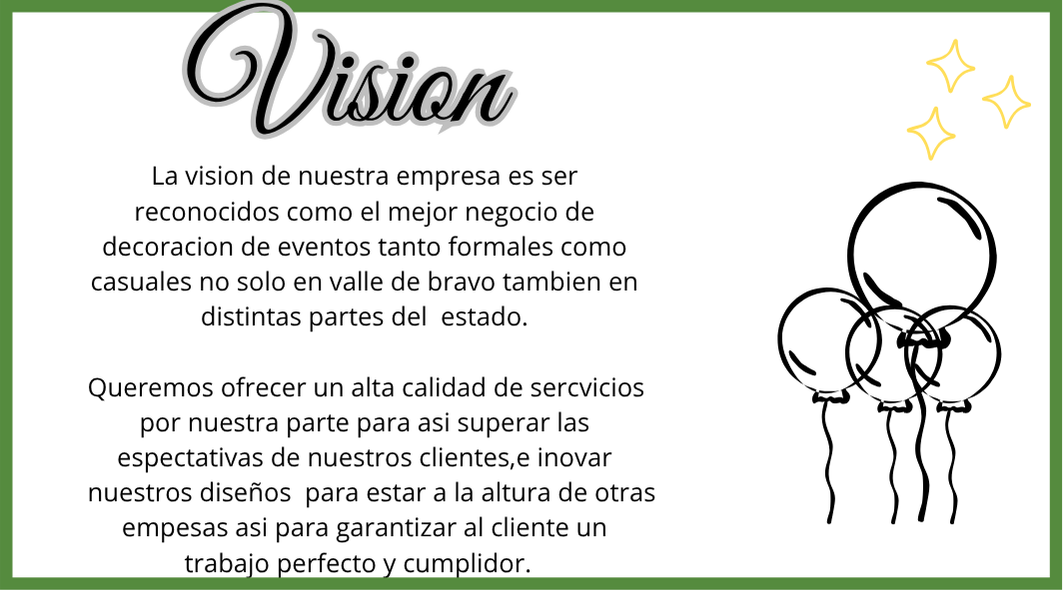 Vision
La vision de nuestra empresa es ser
reconocidos como el mejor negocio de
decoracion de eventos tanto formales como
casuales no solo en valle de bravo tambien en
distintas partes del  estado.
Queremos ofrecer un alta calidad de sercvicios
por nuestra parte para asi superar las
espectativas de nuestros clientes,e inovar
nuestros diseños  para estar a la altura de otras
empesas asi para garantizar al cliente un
trabajo perfecto y cumplidor.